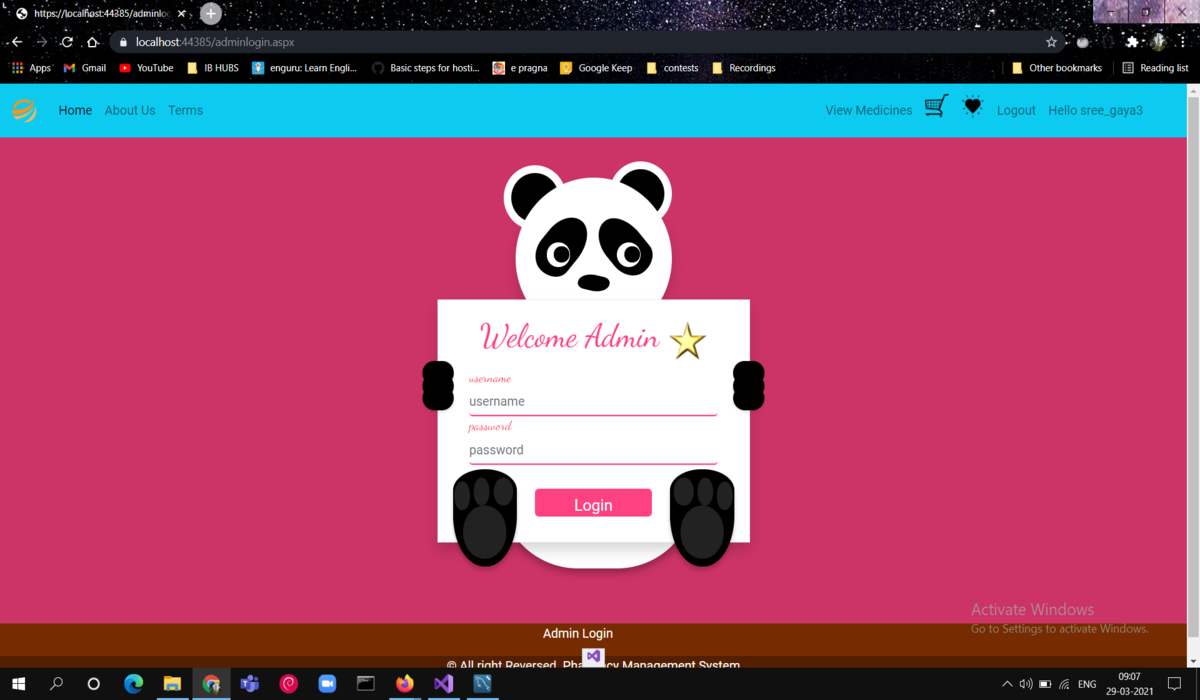 https://localhost:44385/adminlo
localhost:44385/adminlogin.aspx
Apps Gmail YouTube IB HUBS enguru: Learn Engli... Basic steps for hosti... e pragna Google Keep contests Recordings Other bookmarks Reading list
Home About Us Terms View Medicines Logout Hello sree_gaya3
Welcome Admin
username
username
password
password
Login
Activate Windows
Go to Settings to activate Windows.
Admin Login
© All right Reversed. Management System
ENG
09:07
29-03-2021